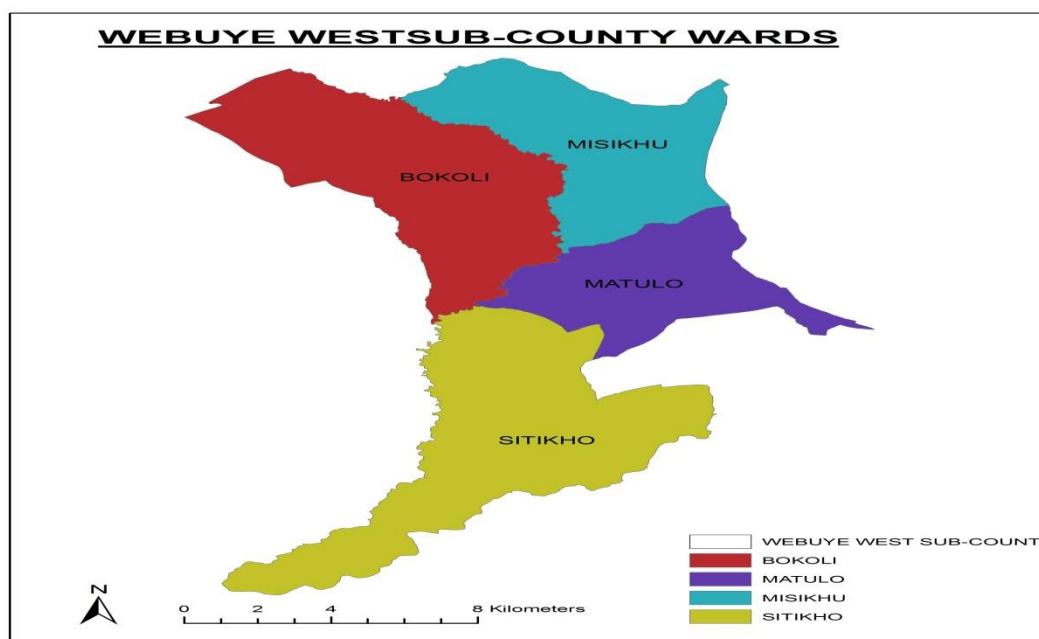 WEBUYE WESTSUB-COUNTY WARDS
MISIKHU
BOKOLI
MATULO
SITIKHO
WEBUYE WEST SUB-COUNT
BOKOLI
MATULO
MISIKHU
SITIKHO
N
0 2 4 8 Kilometers